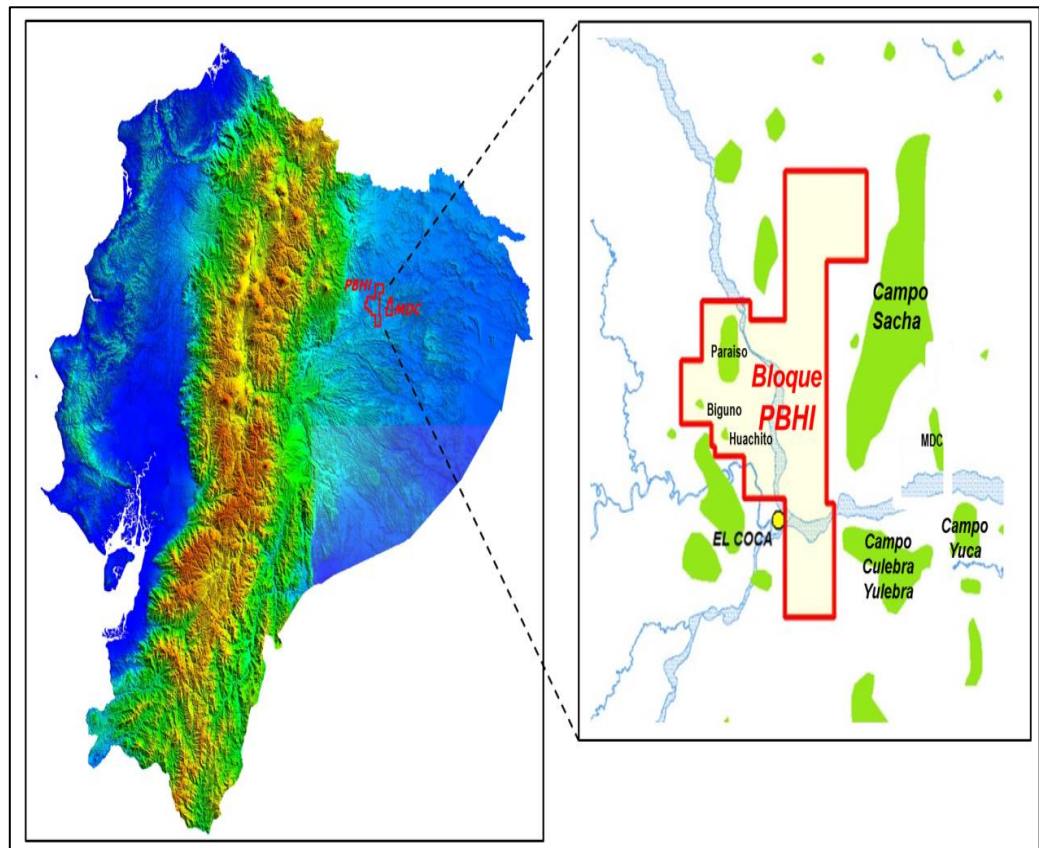 PBHI
MDC
Campo
Sacha
Paraiso
Bloque
PBHI
Biguno
Huachito
MDC
EL COCA
Campo
Culebra
Yulebra
Campo
Yuca